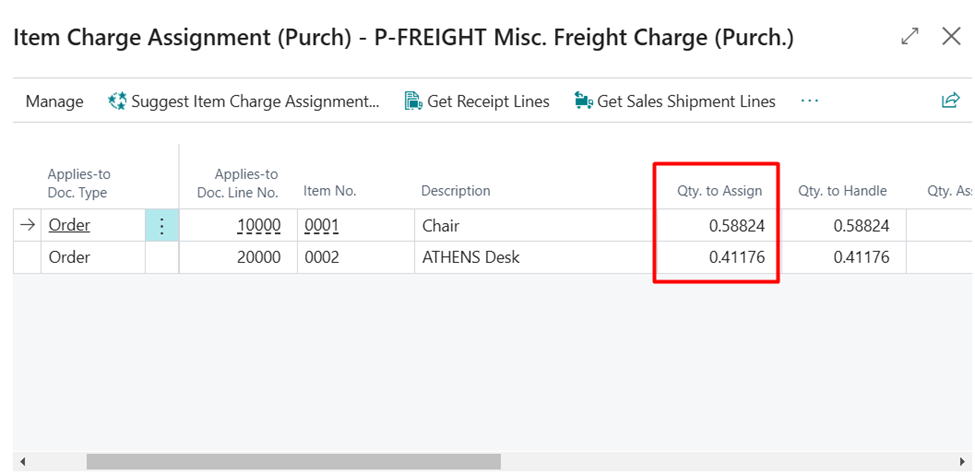 Item Charge Assignment (Purch) - P-FREIGHT Misc. Freight Charge (Purch.)
Manage Suggest Item Charge Assignment... Get Receipt Lines Get Sales Shipment Lines ...
Applies-to Doc. Type Applies-to Doc. Line No. Item No. Description Qty. to Assign Qty. to Handle Qty. As
Order 10000 0001 Chair 0.58824 0.58824
Order 20000 0002 ATHENS Desk 0.41176 0.41176